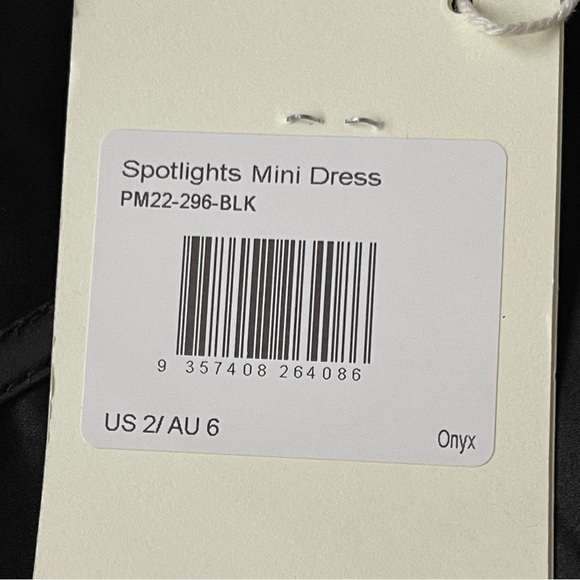 Spotlights Mini Dress
PM22-296-BLK
9 357408 264086
US 2/ AU 6
Onyx